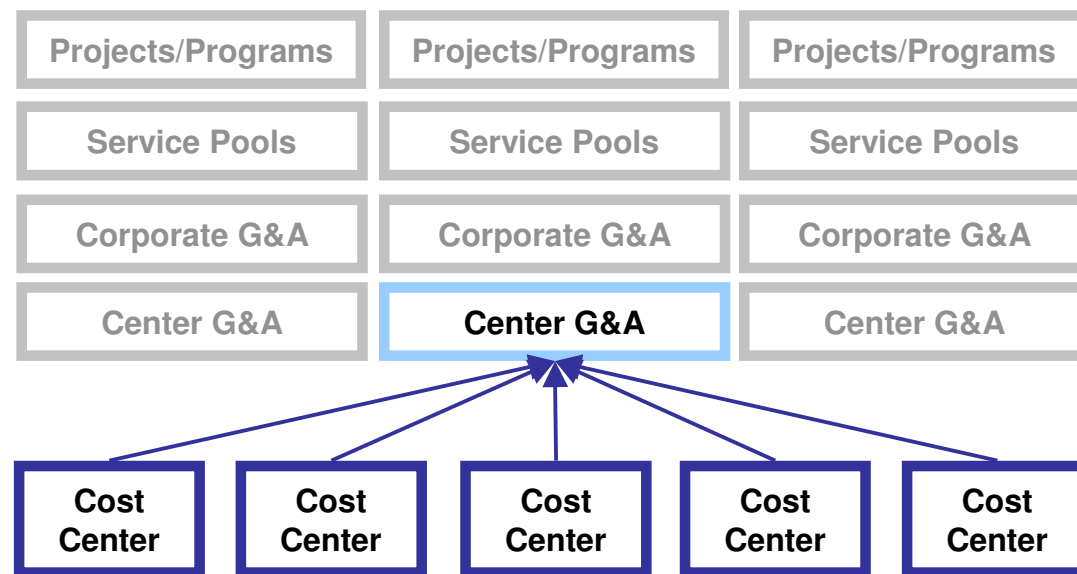 Projects/Programs Projects/Programs Projects/Programs
Service Pools Service Pools Service Pools
Corporate G&A Corporate G&A Corporate G&A
Center G&A Center G&A Center G&A
Cost Cost Cost Cost Cost
Center Center Center Center Center